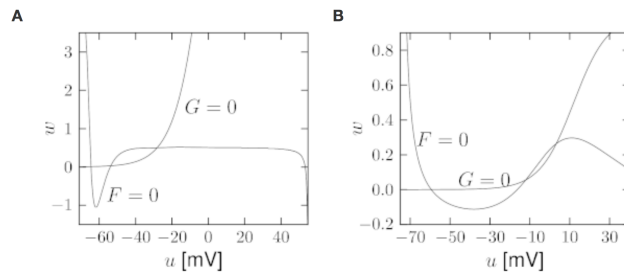 A
B
3
2
1
0
−1
w
G = 0
F = 0
−60 −40 −20 0 20 40
u [mV]
0.8
0.6
0.4
0.2
0.0
−0.2
w
F = 0
G = 0
−70 −50 −30 −10 10 30
u [mV]